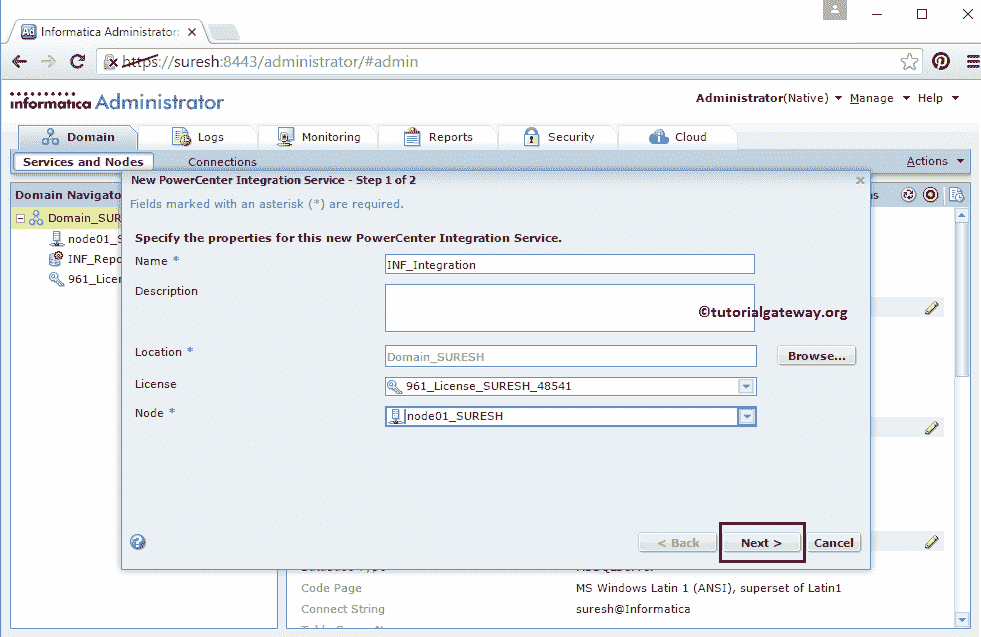 Informatica Administrator:
https://suresh:8443/administrator/#admin
informatica Administrator
Administrator(Native) Manage Help
Domain Logs Monitoring Reports Security Cloud
Services and Nodes Connections Actions
Domain Navigato
New PowerCenter Integration Service - Step 1 of 2
Fields marked with an asterisk (*) are required.
Domain_SUR
node01_S
INF_Repo
961_Licen
Specify the properties for this new PowerCenter Integration Service.
Name * INF_Integration
Description
©tutorialgateway.org
Location * Domain_SURESH Browse...
License 961_License_SURESH_48541
Node * node01_SURESH
< Back Next > Cancel
Code Page MS Windows Latin 1 (ANSI), superset of Latin1
Connect String suresh@Informatica